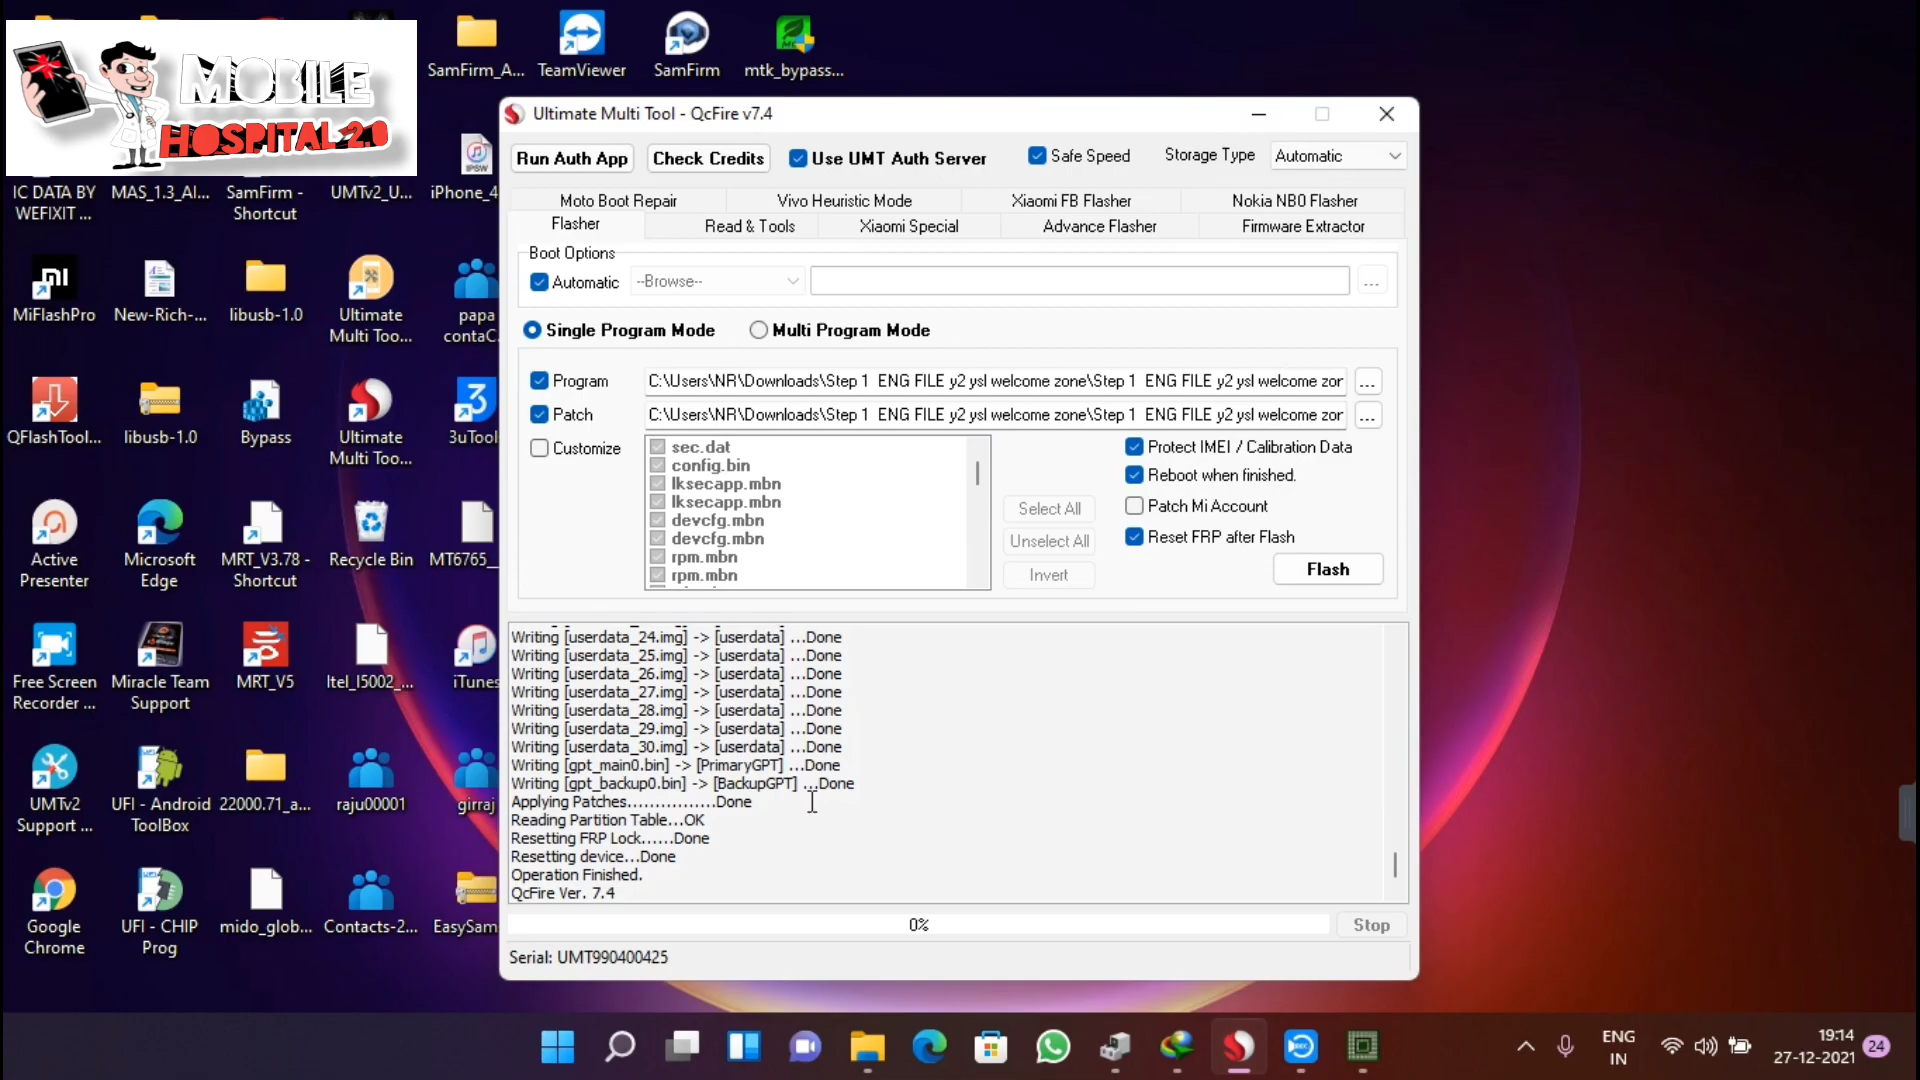 MOBILE
HOSPITAL 2.0
SamFirm_A...
TeamViewer
SamFirm
mtk_bypass...
IC DATA BY
WEFIXIT ...
MAS_1.3_AI...
SamFirm -
Shortcut
UMTv2_U...
iPhone_4
IPSW
MiFlashPro
New-Rich-...
libusb-1.0
Ultimate
Multi Too...
papa
contaC.
QFlashTool...
libusb-1.0
Bypass
Ultimate
Multi Too...
3uTool
Active
Presenter
Microsoft
Edge
MRT_V3.78 -
Shortcut
Recycle Bin
MT6765_
Free Screen
Recorder ...
Miracle Team
Support
MRT_V5
Itel_I5002_...
iTunes
UMTv2
Support ...
UFI - Android
ToolBox
22000.71_a...
raju00001
girraj
Google
Chrome
UFI - CHIP
Prog
mido_glob...
Contacts-2...
EasySam
Ultimate Multi Tool - QcFire v7.4
Run Auth App
Check Credits
Use UMT Auth Server
Safe Speed
Storage Type
Automatic
Moto Boot Repair
Vivo Heuristic Mode
Xiaomi FB Flasher
Nokia NB0 Flasher
Flasher
Read & Tools
Xiaomi Special
Advance Flasher
Firmware Extractor
Boot Options
Automatic
--Browse--
...
Single Program Mode
Multi Program Mode
Program
C:\Users\NR\Downloads\Step 1  ENG FILE y2 ysl welcome zone\Step 1  ENG FILE y2 ysl welcome zor
...
Patch
C:\Users\NR\Downloads\Step 1  ENG FILE y2 ysl welcome zone\Step 1  ENG FILE y2 ysl welcome zor
...
Customize
sec.dat
config.bin
lksecapp.mbn
lksecapp.mbn
devcfg.mbn
devcfg.mbn
rpm.mbn
rpm.mbn
Select All
Unselect All
Invert
Protect IMEI / Calibration Data
Reboot when finished.
Patch Mi Account
Reset FRP after Flash
Flash
Writing [userdata_24.img] -> [userdata] ...Done
Writing [userdata_25.img] -> [userdata] ...Done
Writing [userdata_26.img] -> [userdata] ...Done
Writing [userdata_27.img] -> [userdata] ...Done
Writing [userdata_28.img] -> [userdata] ...Done
Writing [userdata_29.img] -> [userdata] ...Done
Writing [userdata_30.img] -> [userdata] ...Done
Writing [gpt_main0.bin] -> [PrimaryGPT] ...Done
Writing [gpt_backup0.bin] -> [BackupGPT] ...Done
Applying Patches................Done
Reading Partition Table...OK
Resetting FRP Lock......Done
Resetting device...Done
Operation Finished.
QcFire Ver. 7.4
0%
Stop
Serial: UMT990400425
ENG
IN
19:14
27-12-2021
24